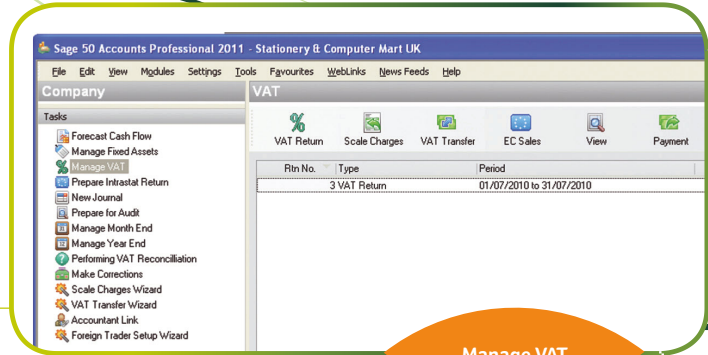 Sage 50 Accounts Professional 2011 - Stationery & Computer Mart UK
File Edit View Modules Settings Tools Favourites WebLinks News Feeds Help
Company VAT
Tasks
Forecast Cash Flow
Manage Fixed Assets
Manage VAT
Prepare Intrastat Return
New Journal
Prepare for Audit
Manage Month End
Manage Year End
Performing VAT Reconcilliation
Make Corrections
Scale Charges Wizard
VAT Transfer Wizard
Accountant Link
Foreign Trader Setup Wizard
VAT Return Scale Charges VAT Transfer EC Sales View Payment
Rtn No. Type Period
3 VAT Return 01/07/2010 to 31/07/2010
Manage VAT